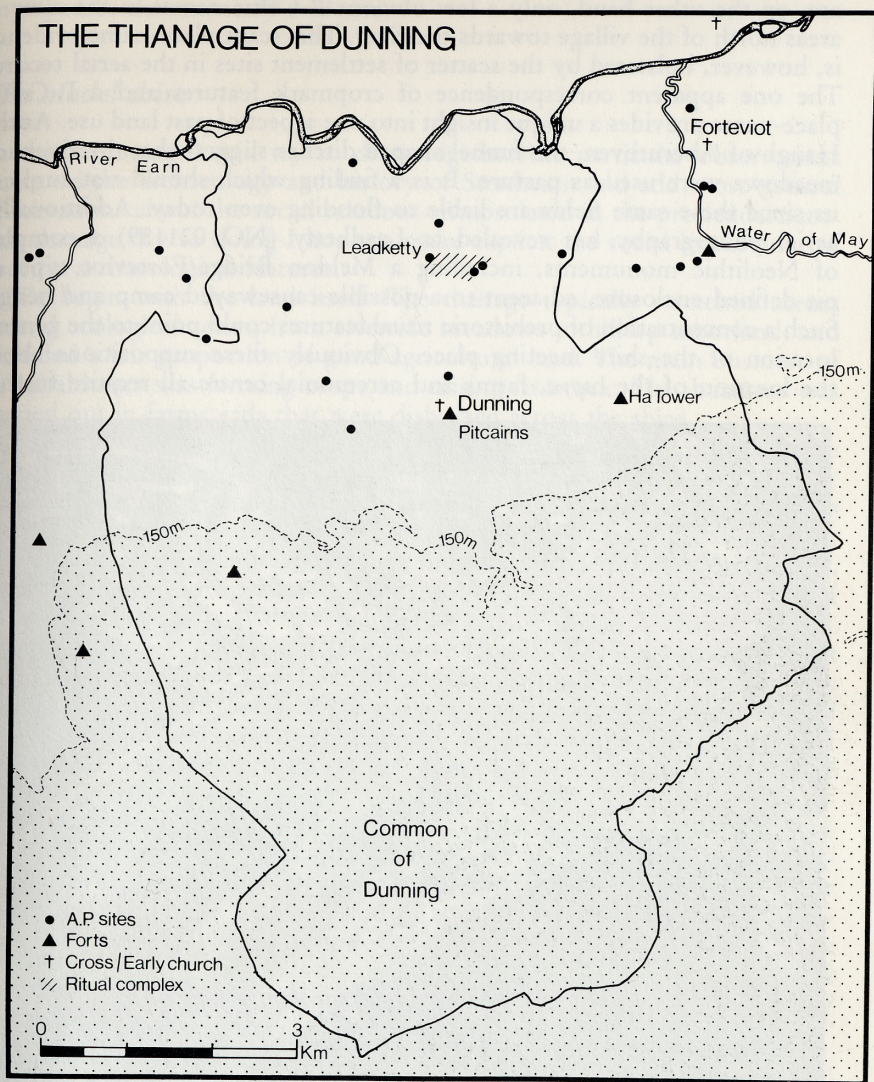 THE THANAGE OF DUNNING
River Earn
Forteviot
Water of May
Leadketty
150m
Ha Tower
Dunning
Pitcairns
150m
150m
Common
of
Dunning
A.P sites
Forts
Cross/Early church
Ritual complex
0 3
Km